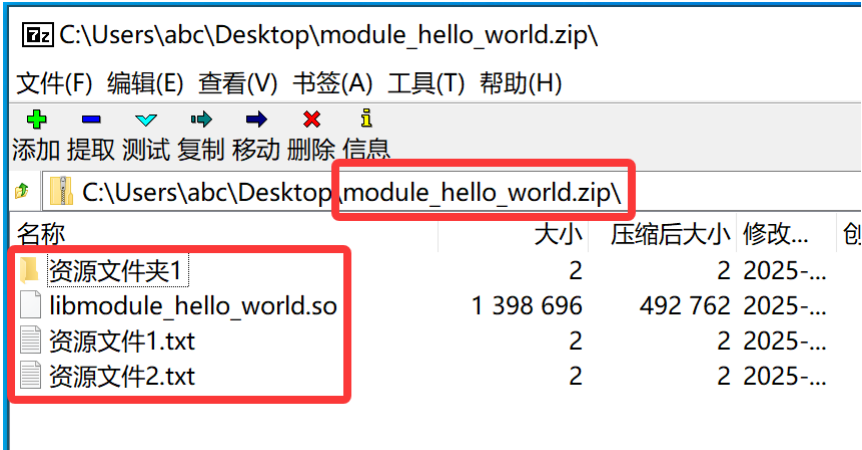 7z C:\Users\abc\Desktop\module_hello_world.zip\
文件(F) 编辑(E) 查看(V) 书签(A) 工具(T) 帮助(H)
添加 提取 测试 复制 移动 删除 信息
C:\Users\abc\Desktop\module_hello_world.zip\
名称 大小 压缩后大小 修改... 创
资源文件夹1 2 2 2025-...
libmodule_hello_world.so 1 398 696 492 762 2025-...
资源文件1.txt 2 2 2025-...
资源文件2.txt 2 2 2025-...